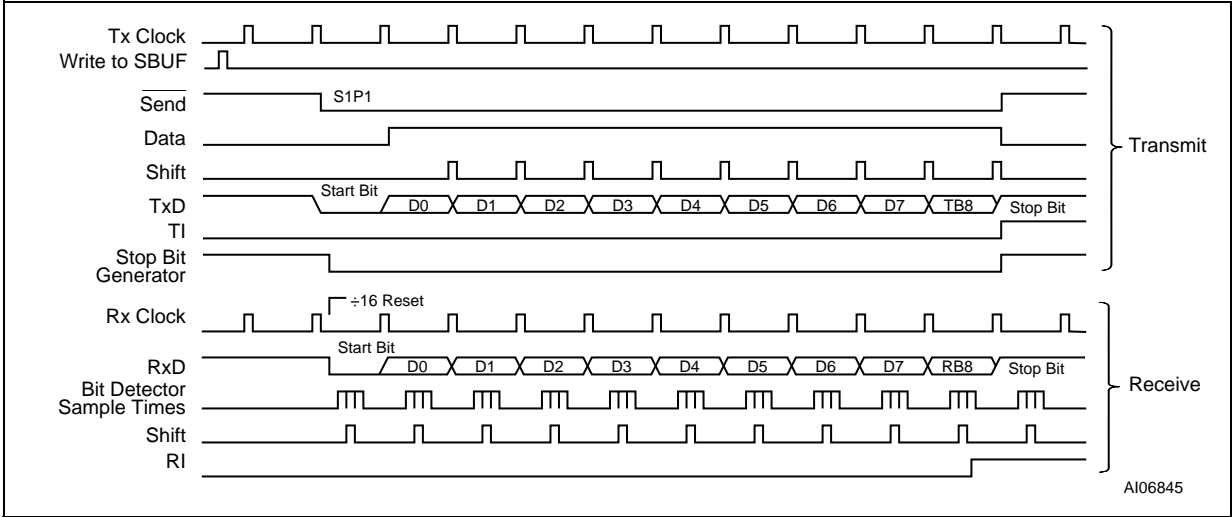 Tx Clock
Write to SBUF
Send
S1P1
Data
Transmit
Shift
Start Bit
TxD
D0 D1 D2 D3 D4 D5 D6 D7 TB8 Stop Bit
TI
Stop Bit
Generator
÷16 Reset
Rx Clock
Start Bit
RxD
D0 D1 D2 D3 D4 D5 D6 D7 RB8 Stop Bit
Bit Detector
Sample Times
Receive
Shift
RI
AI06845